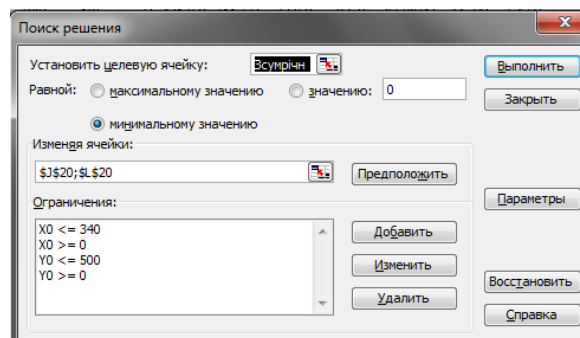 Поиск решения
Установить целевую ячейку: Зсумрічн
Выполнить
Равной: максимальному значению значению: 0
Закрыть
минимальному значению
Изменяя ячейки:
$J$20;$L$20
Предположить
Параметры
Ограничения:
X0 <= 340
X0 >= 0
Y0 <= 500
Y0 >= 0
Добавить
Изменить
Удалить
Восстановить
Справка